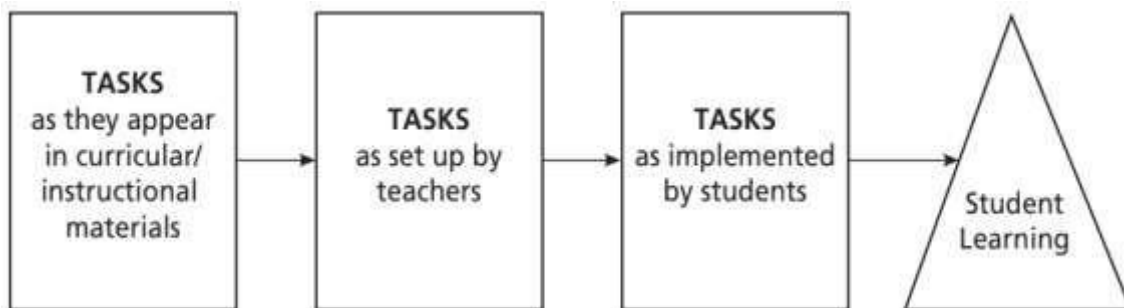 TASKS
as they appear
in curricular/
instructional
materials
TASKS
as set up by
teachers
TASKS
as implemented
by students
Student
Learning